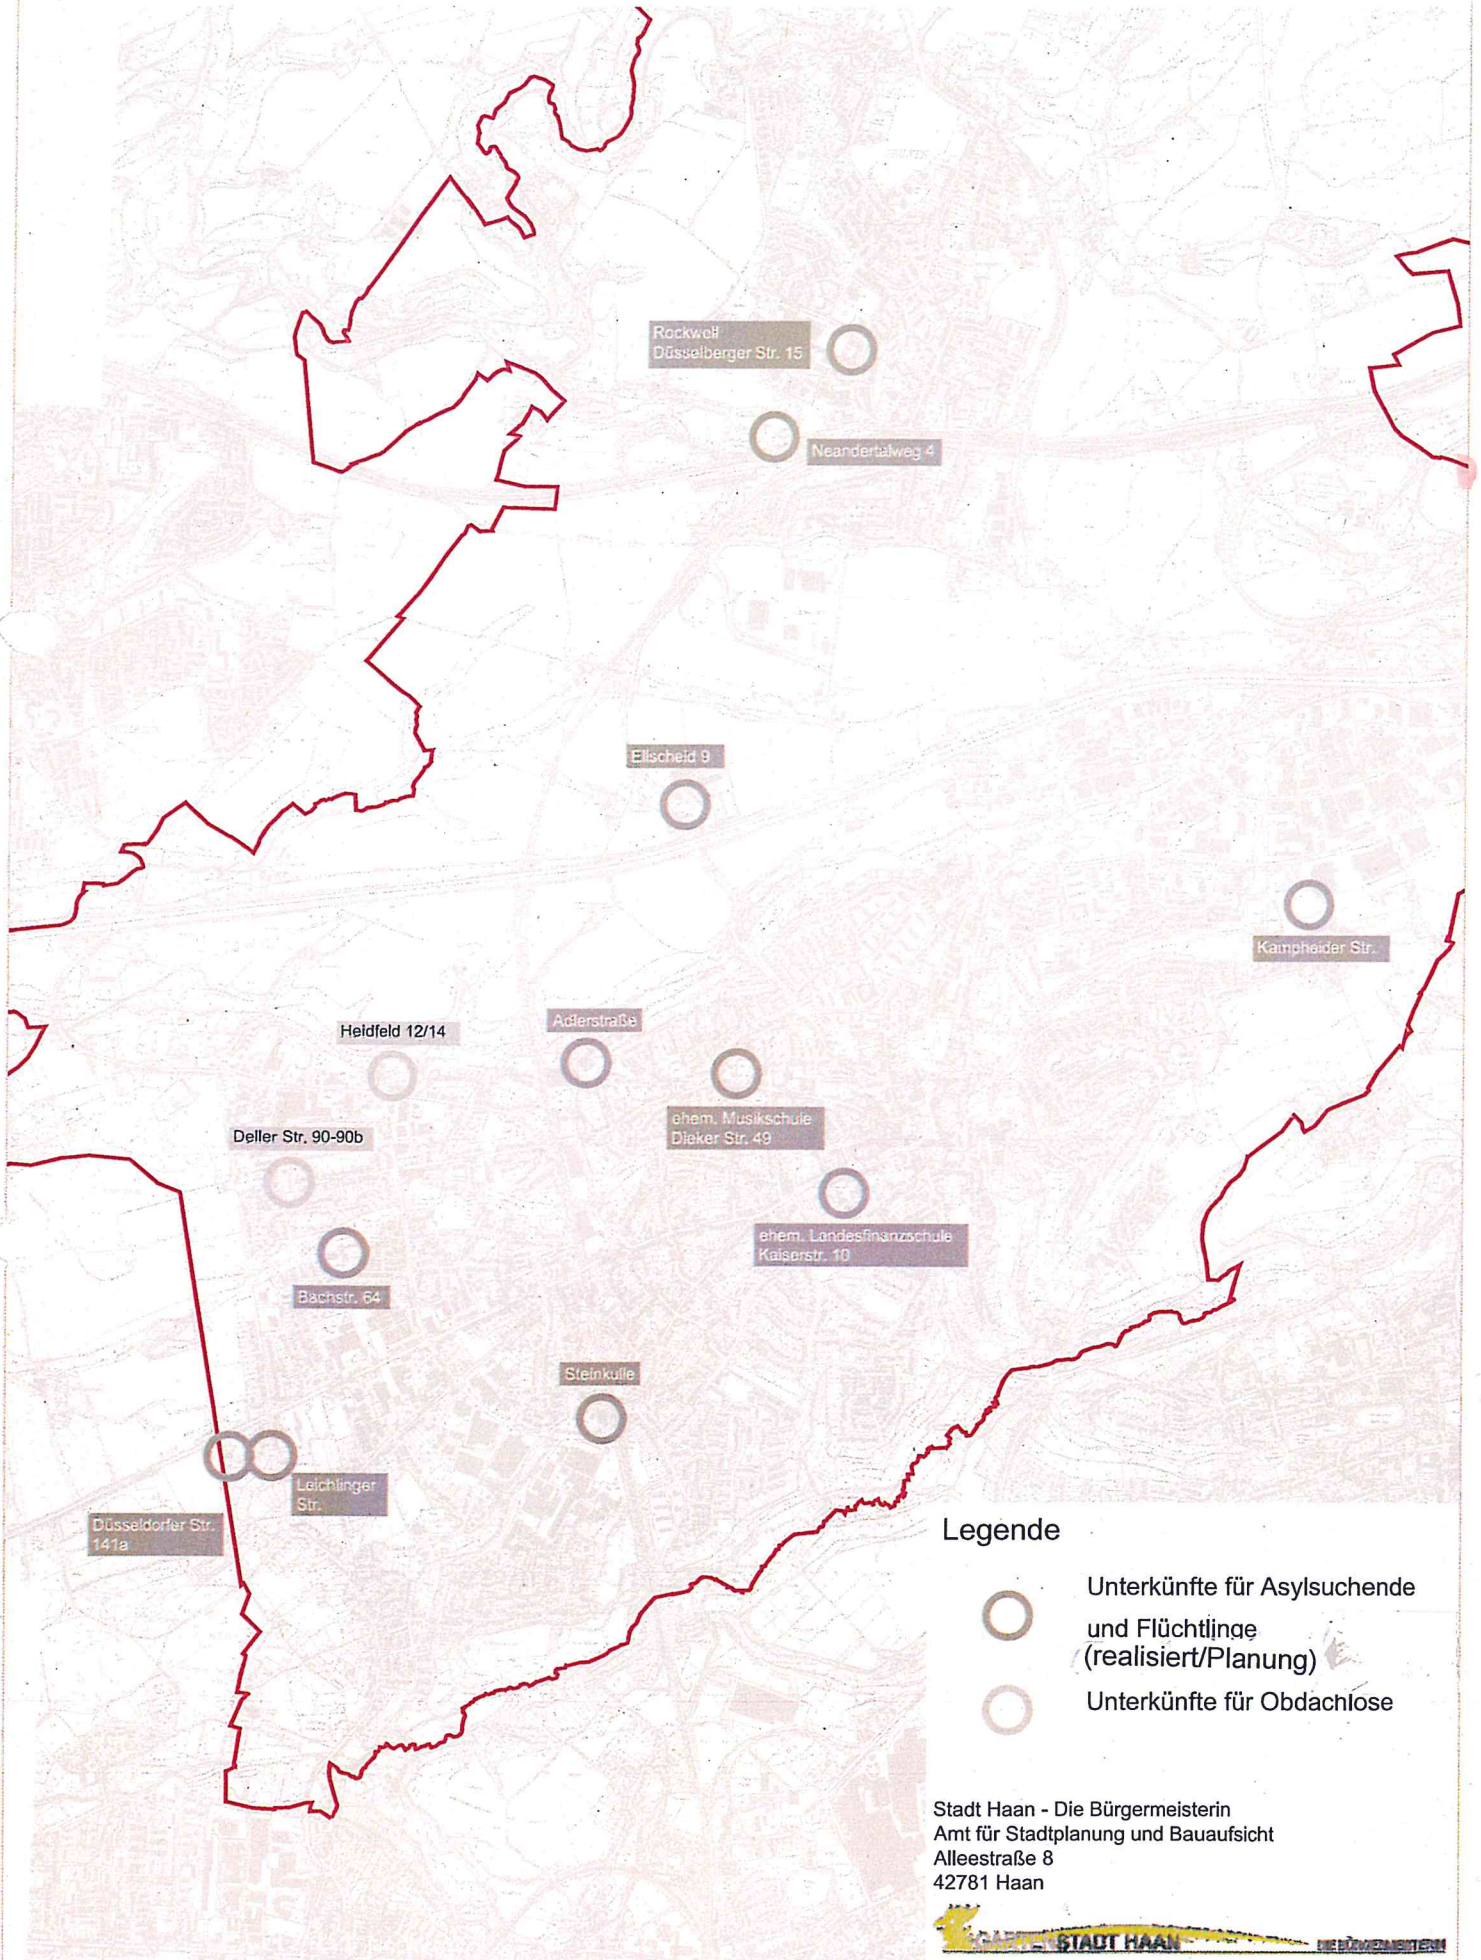 Rockwell
Düsselberger Str. 15
Neandertalweg 4
Ellscheid 9
Kampheider Str.
Heidfeld 12/14
Adlerstraße
ehem. Musikschule
Dieker Str. 49
Deller Str. 90-90b
ehem. Landesfinanzschule
Kaiserstr. 10
Bachstr. 64
Steinkulle
Leichlinger
Str.
Düsseldorfer Str.
141a
Legende
Unterkünfte für Asylsuchende
und Flüchtlinge
(realisiert/Planung)
Unterkünfte für Obdachlose
Stadt Haan - Die Bürgermeisterin
Amt für Stadtplanung und Bauaufsicht
Alleestraße 8
42781 Haan
GARTENSTADT HAAN
DIE BÜRGERMEISTERIN